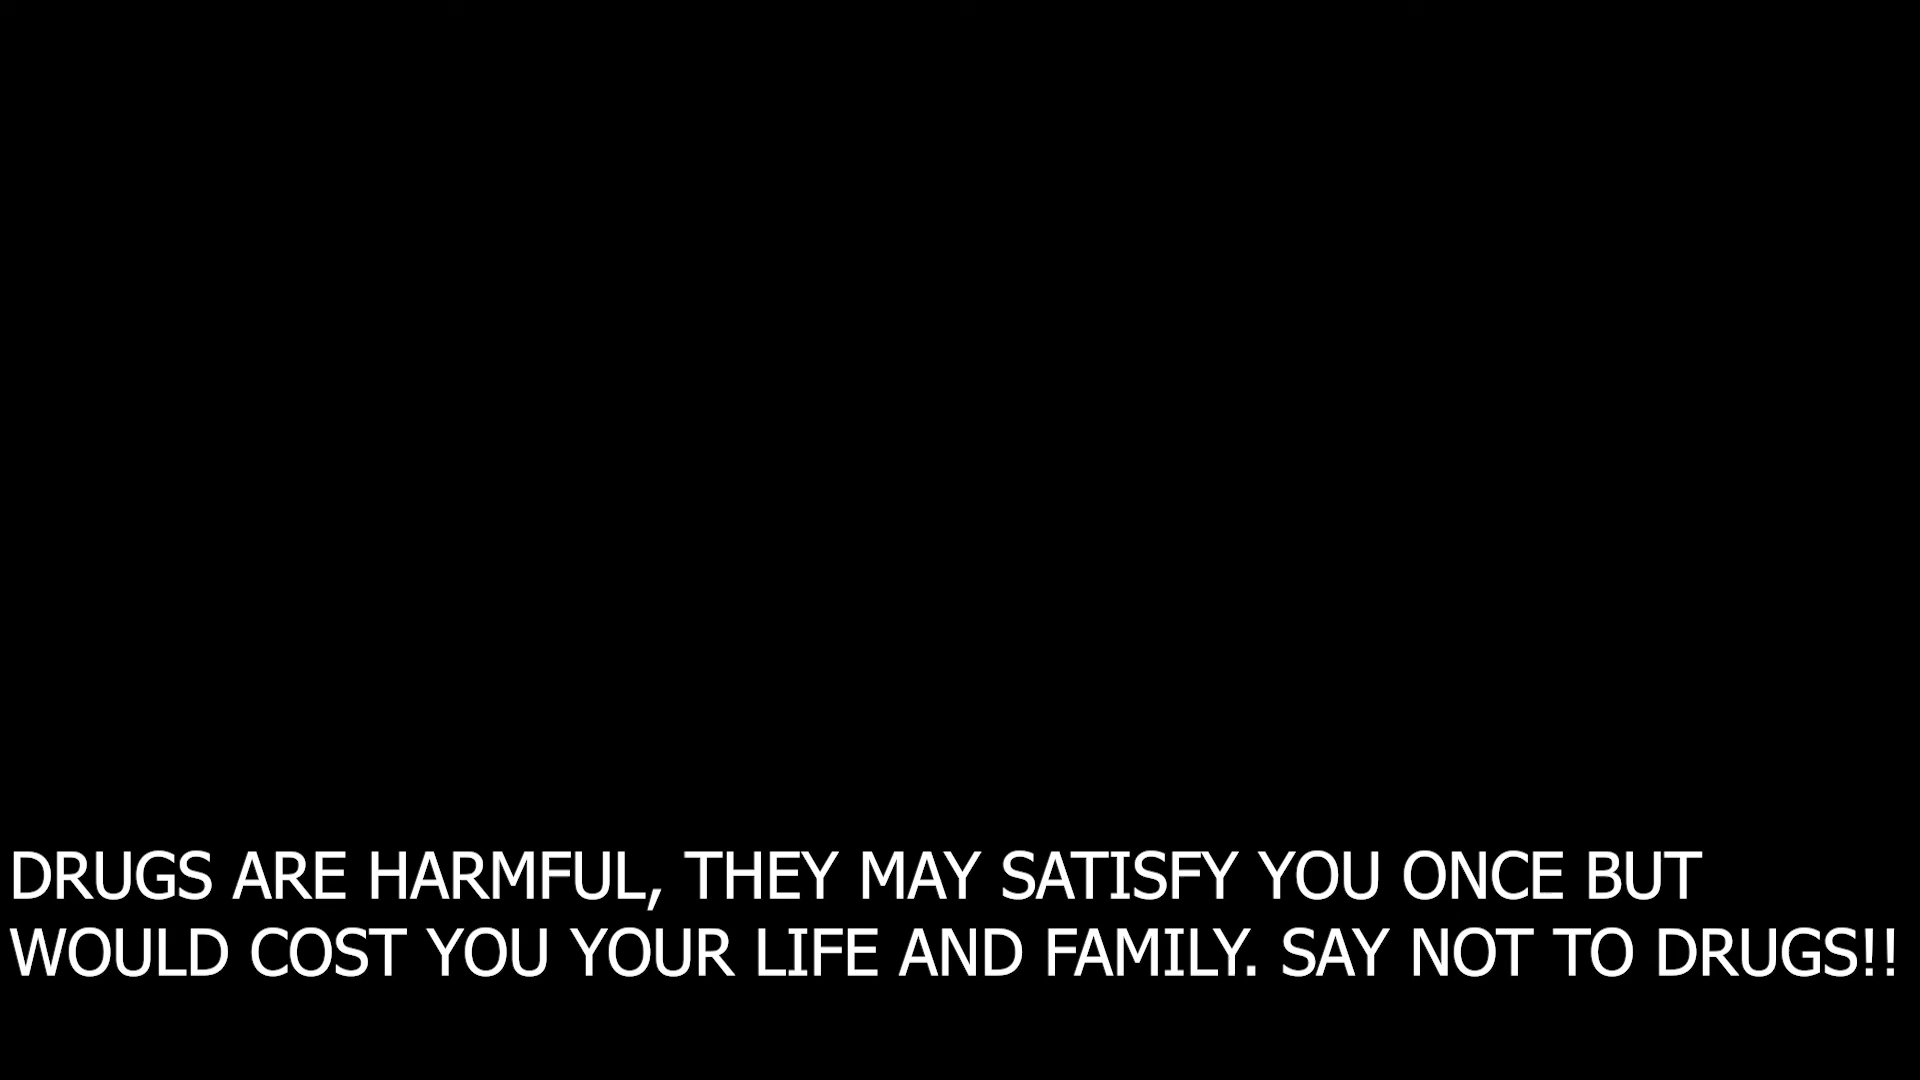 DRUGS ARE HARMFUL, THEY MAY SATISFY YOU ONCE BUT
WOULD COST YOU YOUR LIFE AND FAMILY. SAY NOT TO DRUGS!!